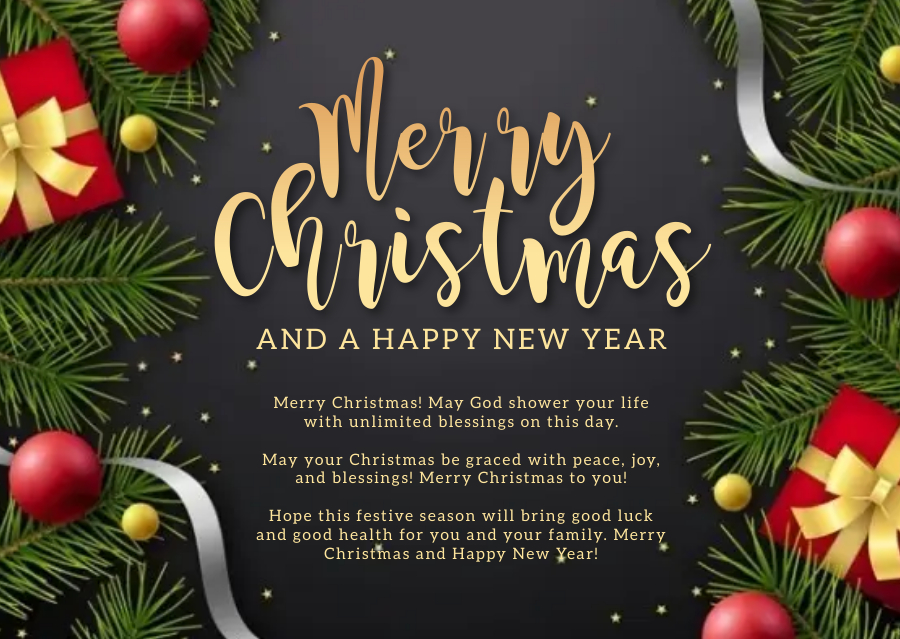 Merry
Christmas
AND A HAPPY NEW YEAR
Merry Christmas! May God shower your life
with unlimited blessings on this day.
May your Christmas be graced with peace, joy,
and blessings! Merry Christmas to you!
Hope this festive season will bring good luck
and good health for you and your family. Merry
Christmas and Happy New Year!